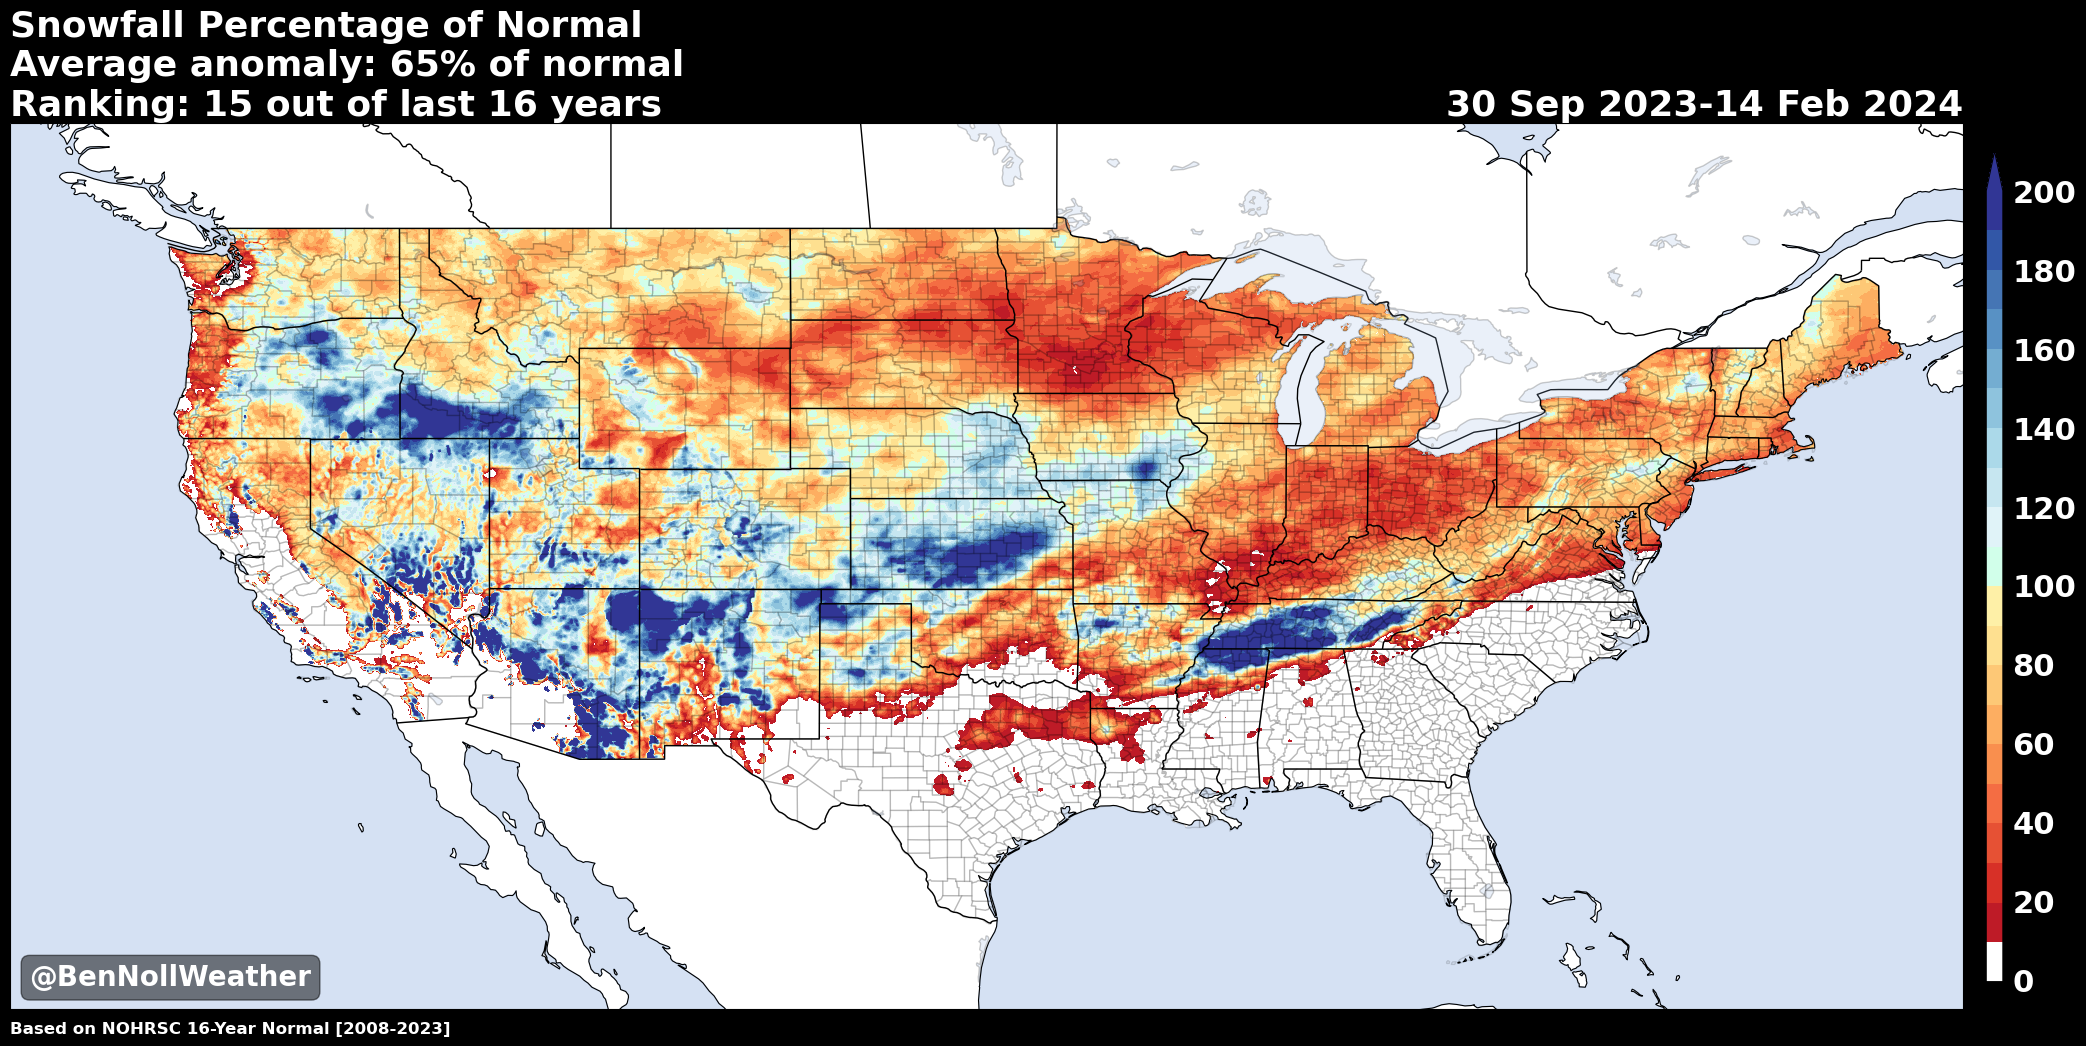 Snowfall Percentage of Normal
Average anomaly: 65% of normal
Ranking: 15 out of last 16 years
30 Sep 2023-14 Feb 2024
200
180
160
140
120
100
80
60
40
20
0
@BenNollWeather
Based on NOHRSC 16-Year Normal [2008-2023]